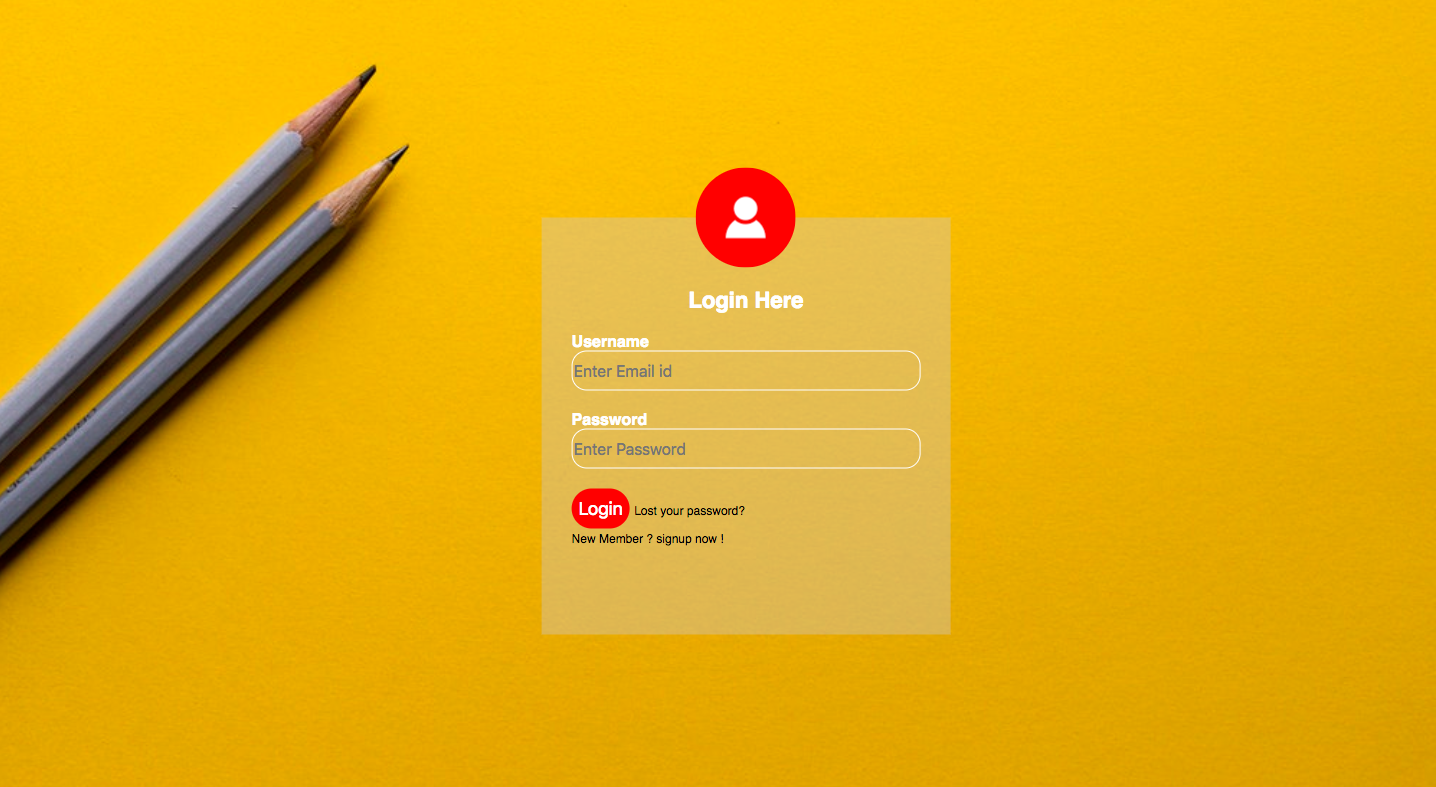 Login Here
Username
Enter Email id
Password
Enter Password
Login Lost your password?
New Member ? signup now !